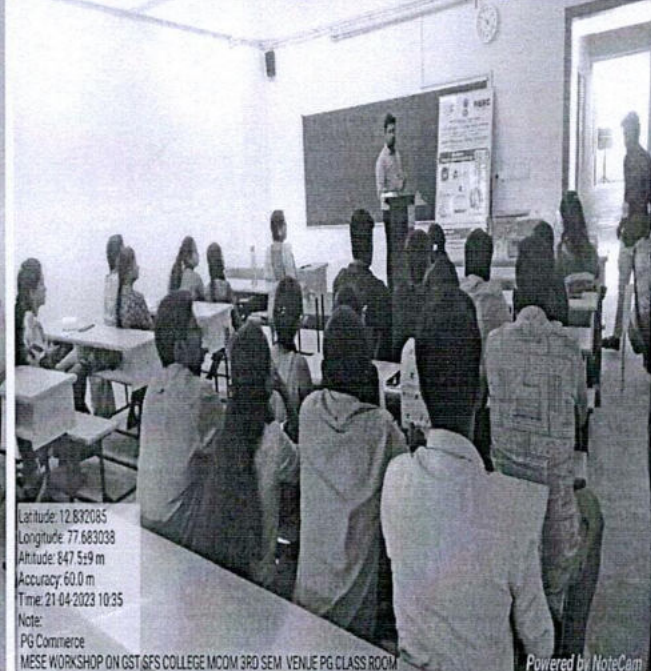 Latitude: 12.832085
Longitude: 77.683038
Altitude: 847.5±9 m
Accuracy: 60.0 m
Time: 21-04-2023 10:35
Note:
PG Commerce
MESE WORKSHOP ON GST SFS COLLEGE MCOM 3RD SEM VENUE PG CLASS ROOM
Powered by NoteCam